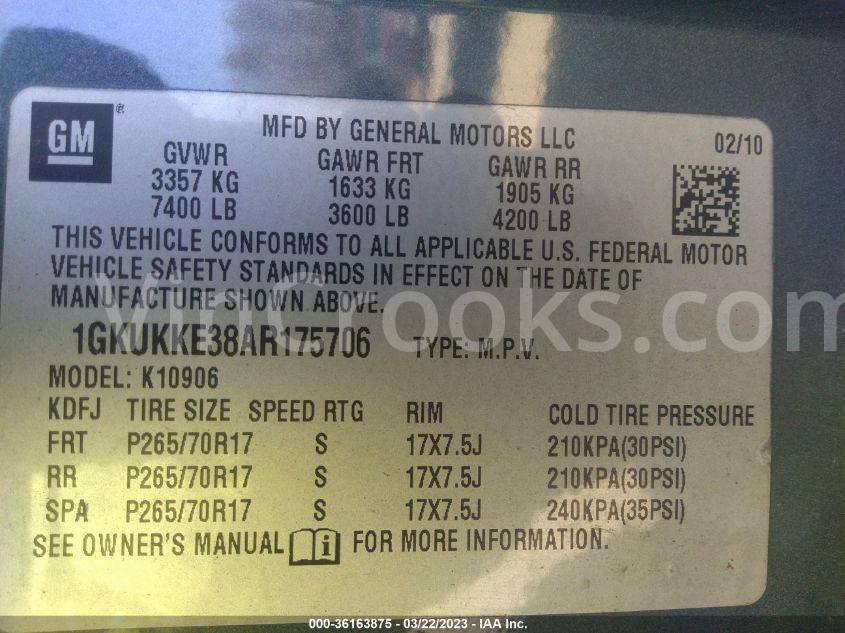 GM
®
MFD BY GENERAL MOTORS LLC
02/10
GVWR GAWR FRT GAWR RR
3357 KG 1633 KG 1905 KG
7400 LB 3600 LB 4200 LB
THIS VEHICLE CONFORMS TO ALL APPLICABLE U.S. FEDERAL MOTOR
VEHICLE SAFETY STANDARDS IN EFFECT ON THE DATE OF
MANUFACTURE SHOWN ABOVE.
VinCooks.com
1GKUKKE38AR175706 TYPE: M.P.V.
MODEL: K10906
KDFJ TIRE SIZE SPEED RTG RIM COLD TIRE PRESSURE
FRT P265/70R17 S 17X7.5J 210KPA(30PSI)
RR P265/70R17 S 17X7.5J 210KPA(30PSI)
SPA P265/70R17 S 17X7.5J 240KPA(35PSI)
SEE OWNER'S MANUAL i FOR MORE INFORMATION.
000-36163875 - 03/22/2023 - IAA Inc.